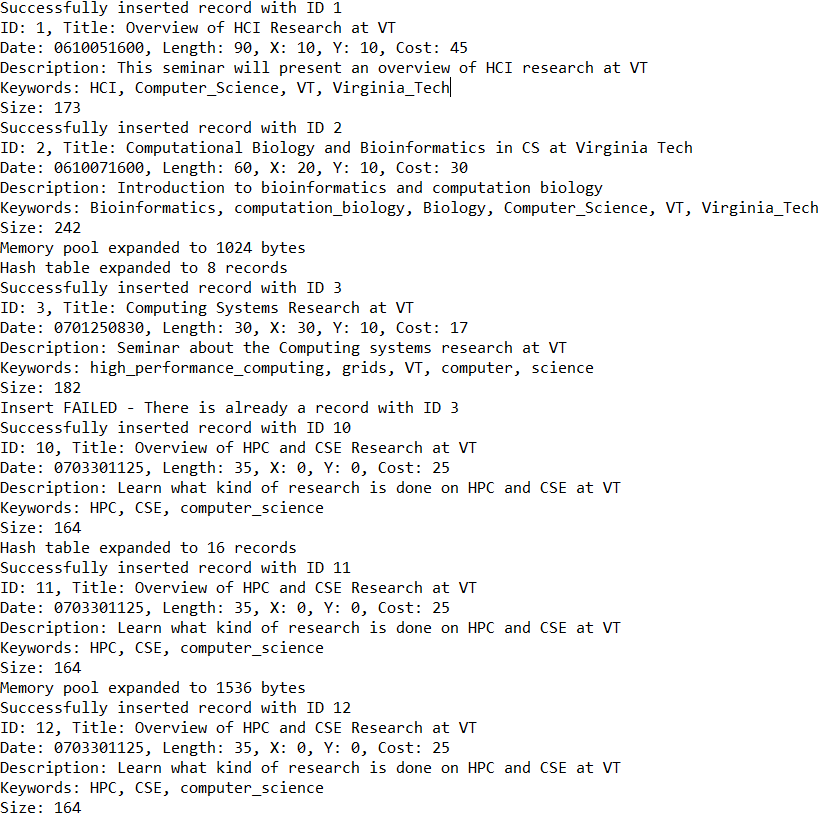 Successfully inserted record with ID 1
ID: 1, Title: Overview of HCI Research at VT
Date: 0610051600, Length: 90, X: 10, Y: 10, Cost: 45
Description: This seminar will present an overview of HCI research at VT
Keywords: HCI, Computer_Science, VT, Virginia_Tech
Size: 173
Successfully inserted record with ID 2
ID: 2, Title: Computational Biology and Bioinformatics in CS at Virginia Tech
Date: 0610071600, Length: 60, X: 20, Y: 10, Cost: 30
Description: Introduction to bioinformatics and computation biology
Keywords: Bioinformatics, computation_biology, Biology, Computer_Science, VT, Virginia_Tech
Size: 242
Memory pool expanded to 1024 bytes
Hash table expanded to 8 records
Successfully inserted record with ID 3
ID: 3, Title: Computing Systems Research at VT
Date: 0701250830, Length: 30, X: 30, Y: 10, Cost: 17
Description: Seminar about the Computing systems research at VT
Keywords: high_performance_computing, grids, VT, computer, science
Size: 182
Insert FAILED - There is already a record with ID 3
Successfully inserted record with ID 10
ID: 10, Title: Overview of HPC and CSE Research at VT
Date: 0703301125, Length: 35, X: 0, Y: 0, Cost: 25
Description: Learn what kind of research is done on HPC and CSE at VT
Keywords: HPC, CSE, computer_science
Size: 164
Hash table expanded to 16 records
Successfully inserted record with ID 11
ID: 11, Title: Overview of HPC and CSE Research at VT
Date: 0703301125, Length: 35, X: 0, Y: 0, Cost: 25
Description: Learn what kind of research is done on HPC and CSE at VT
Keywords: HPC, CSE, computer_science
Size: 164
Memory pool expanded to 1536 bytes
Successfully inserted record with ID 12
ID: 12, Title: Overview of HPC and CSE Research at VT
Date: 0703301125, Length: 35, X: 0, Y: 0, Cost: 25
Description: Learn what kind of research is done on HPC and CSE at VT
Keywords: HPC, CSE, computer_science
Size: 164